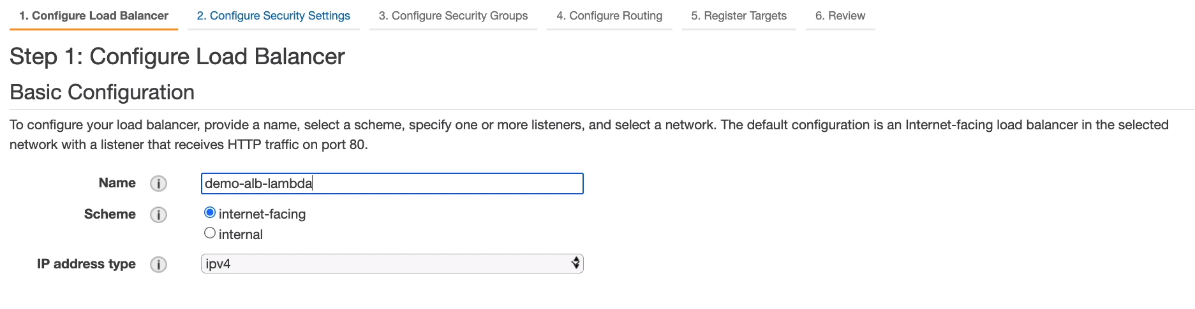 1. Configure Load Balancer 2. Configure Security Settings 3. Configure Security Groups 4. Configure Routing 5. Register Targets 6. Review
Step 1: Configure Load Balancer
Basic Configuration
To configure your load balancer, provide a name, select a scheme, specify one or more listeners, and select a network. The default configuration is an Internet-facing load balancer in the selected
network with a listener that receives HTTP traffic on port 80.
Name i demo-alb-lambda
Scheme i internet-facing
internal
IP address type i ipv4